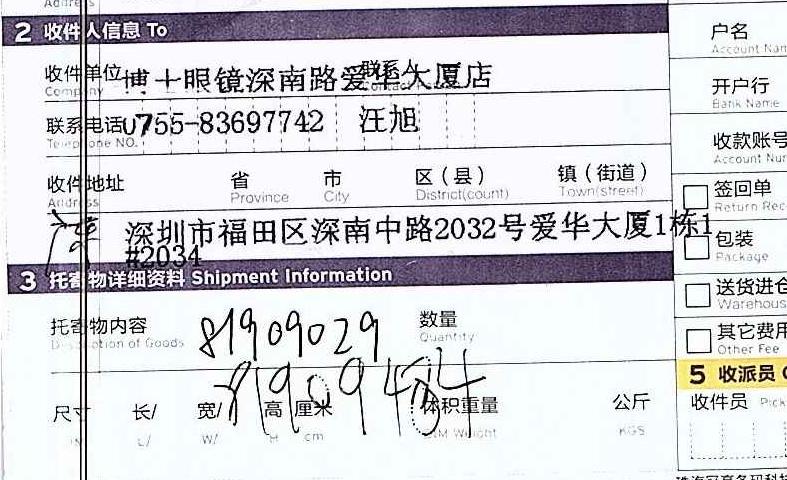 Address
2 收件人信息 To
户名
Account Nam
收件单位 博士眼镜深南路爱华大厦店 联系人
Company
开户行
Bank Name
联系电话 0755-83697742 汪旭
Telephone NO.
收款账号
Account Num
收件地址 省 市 区（县） 镇（街道）
Address Province City District(count) Town(street)
签回单
Return Rec
深圳市福田区深南中路2032号爱华大厦1栋1
#2034
包装
Package
3 托寄物详细资料 Shipment Information
送货进仓
Warehous
托寄物内容 81909029 数量
Description of Goods Quantity
其它费用
Other Fee
81909484
5 收派员
尺寸 长/ 宽/ 高 厘米 体积重量 公斤
L/ W/ H cm DIM Weight KGS
收件员 Pick